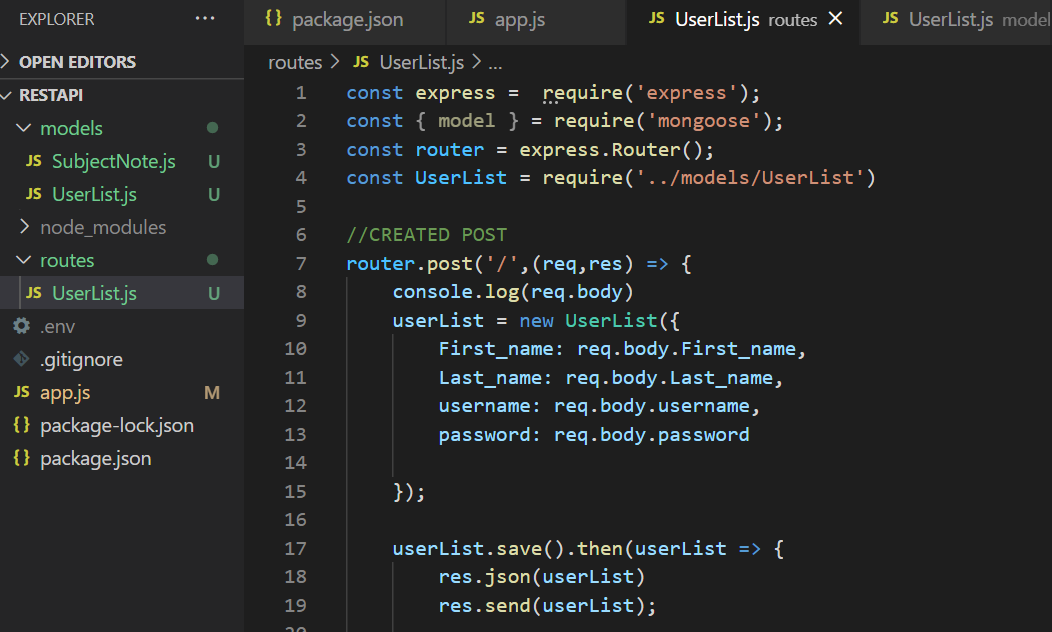 EXPLORER ···
OPEN EDITORS
RESTAPI
models
JS SubjectNote.js U
JS UserList.js U
node_modules
routes
JS UserList.js U
.env
.gitignore
JS app.js M
{} package-lock.json
{} package.json
{} package.json JS app.js JS UserList.js routes × JS UserList.js model
routes > JS UserList.js > ...
1 const express =  require('express');
2 const { model } = require('mongoose');
3 const router = express.Router();
4 const UserList = require('../models/UserList')
5
6 //CREATED POST
7 router.post('/',(req,res) => {
8     console.log(req.body)
9     userList = new UserList({
10         First_name: req.body.First_name,
11         Last_name: req.body.Last_name,
12         username: req.body.username,
13         password: req.body.password
14
15     });
16
17     userList.save().then(userList => {
18         res.json(userList)
19         res.send(userList);